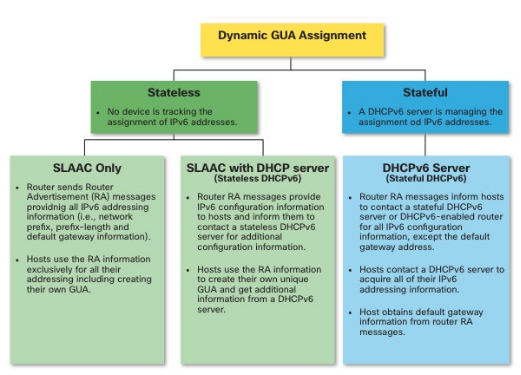 Dynamic GUA Assignment
Stateless
• No device is tracking the
assignment of IPv6 addresses.
Stateful
• A DHCPv6 server is managing the
assignment od IPv6 addresses.
SLAAC Only
• Router sends Router
Advertisement (RA) messages
providing all IPv6 addressing
information (i.e., network
prefix, prefix-length and
default gateway information).
• Hosts use the RA information
exclusively for all their
addressing including creating
their own GUA.
SLAAC with DHCP server
(Stateless DHCPv6)
• Router RA messages provide
IPv6 configuration information
to hosts and inform them to
contact a stateless DHCPv6
server for additional
configuration information.
• Hosts use the RA information
to create their own unique
GUA and get additional
information from a DHCPv6
server.
DHCPv6 Server
(Stateful DHCPv6)
• Router RA messages inform hosts
to contact a stateful DHCPv6
server or DHCPv6-enabled router
for all IPv6 configuration
information, except the default
gateway address.
• Hosts contact a DHCPv6 server to
acquire all of their IPv6
addressing information.
• Host obtains default gateway
information from router RA
messages.